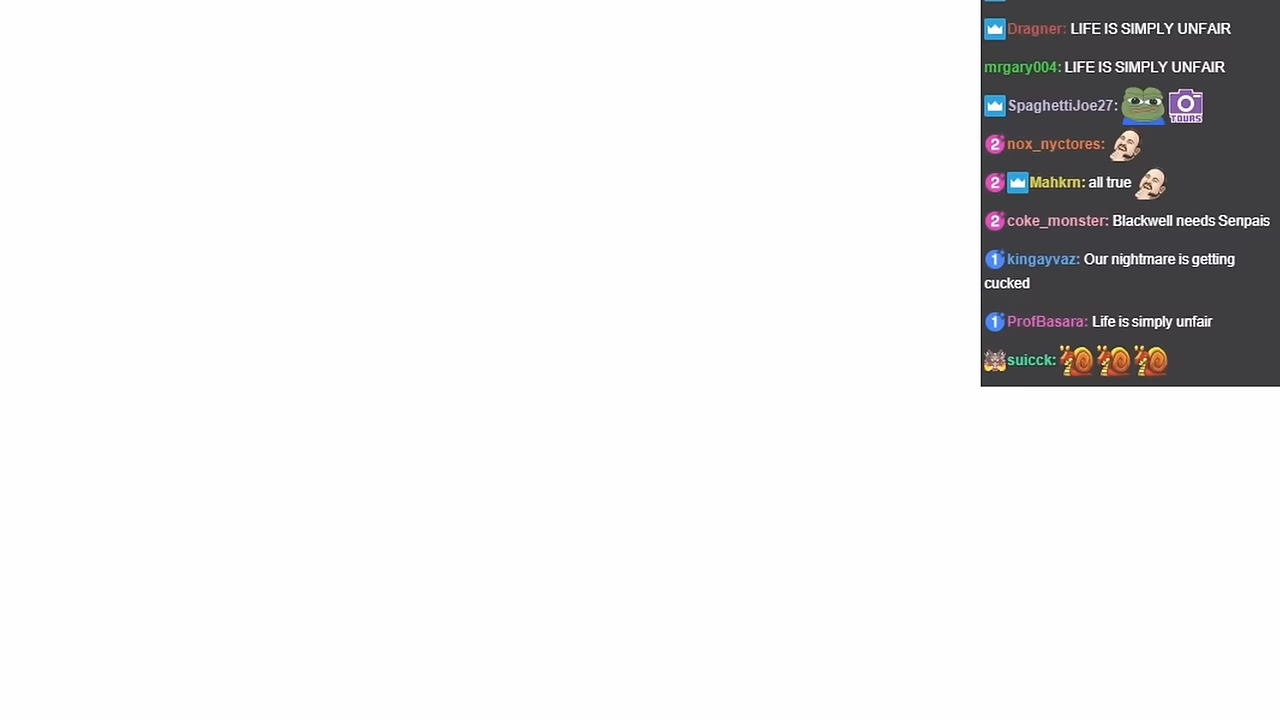 Dragner: LIFE IS SIMPLY UNFAIR
mrgary004: LIFE IS SIMPLY UNFAIR
SpaghettiJoe27: TOURS
2 nox_nyctores:
2 Mahkrn: all true
2 coke_monster: Blackwell needs Senpais
1 kingayvaz: Our nightmare is getting
cucked
1 ProfBasara: Life is simply unfair
suicck: